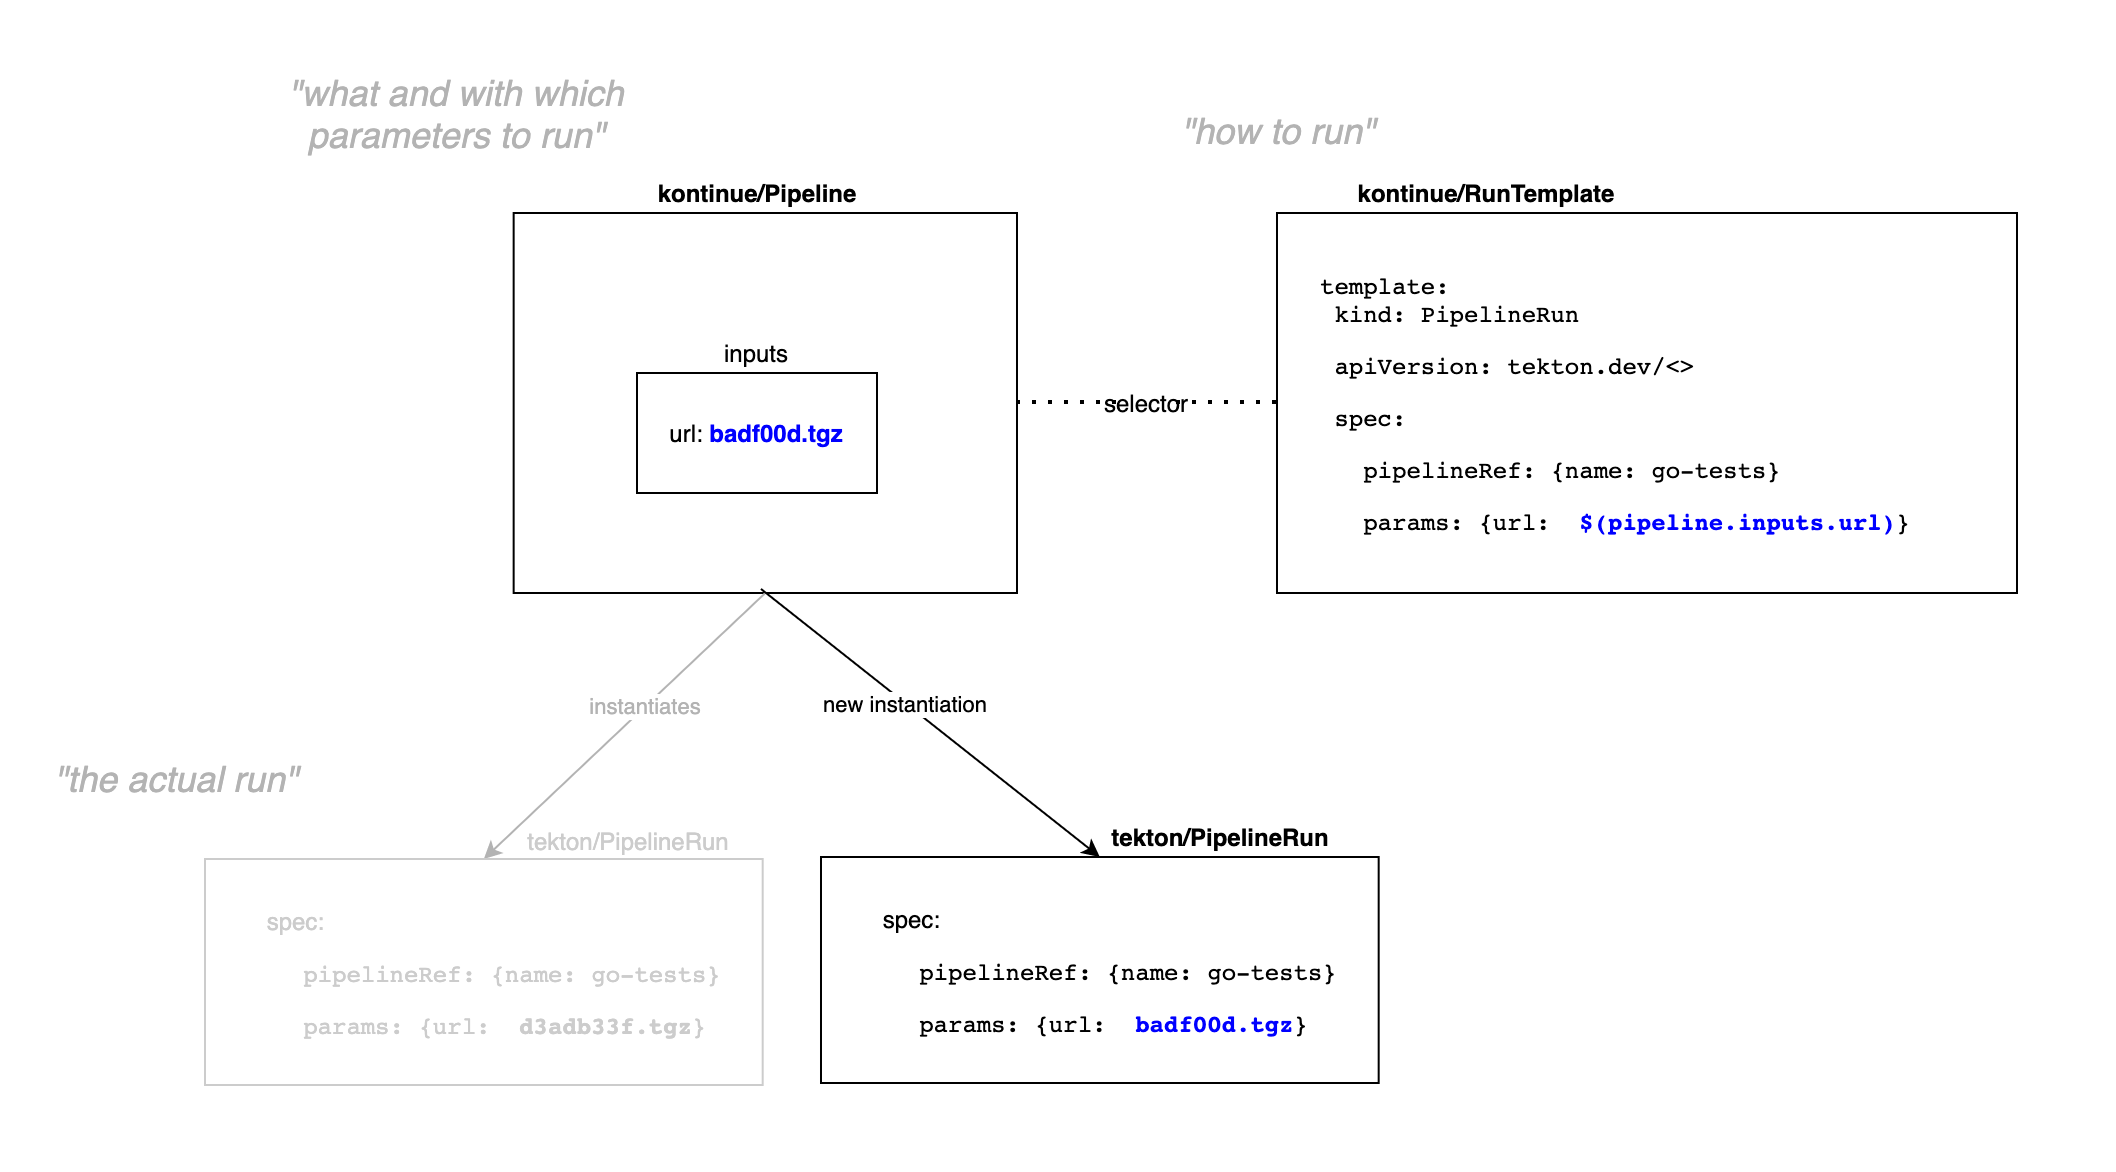 "what and with which
parameters to run"
"how to run"
kontinue/Pipeline
kontinue/RunTemplate
inputs
url: badf00d.tgz
selector
template:
kind: PipelineRun
apiVersion: tekton.dev/<>
spec:
pipelineRef: {name: go-tests}
params: {url:  $(pipeline.inputs.url)}
instantiates
new instantiation
"the actual run"
tekton/PipelineRun
spec:
pipelineRef: {name: go-tests}
params: {url:  d3adb33f.tgz}
tekton/PipelineRun
spec:
pipelineRef: {name: go-tests}
params: {url:  badf00d.tgz}